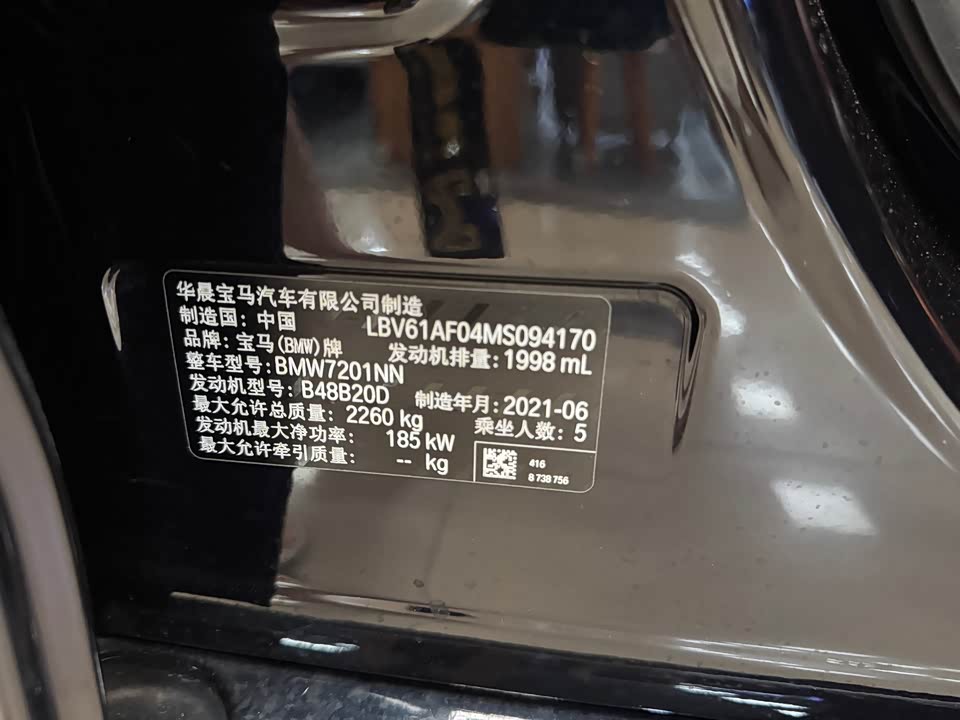 华晨宝马汽车有限公司制造
制造国：中国 LBV61AF04MS094170
品牌：宝马(BMW)牌 发动机排量：1998 mL
整车型号：BMW7201NN
发动机型号：B48B20D 制造年月：2021-06
最大允许总质量：2260 kg 乘坐人数：5
发动机最大净功率：185 kW
最大允许牵引质量：-- kg
416
8 738 756